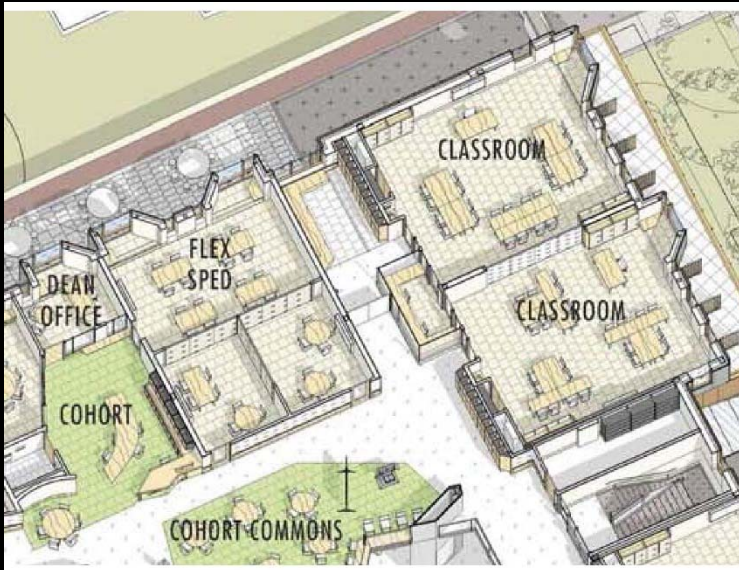 CLASSROOM
FLEX
SPED
DEAN
OFFICE
CLASSROOM
COHORT
COHORT COMMONS